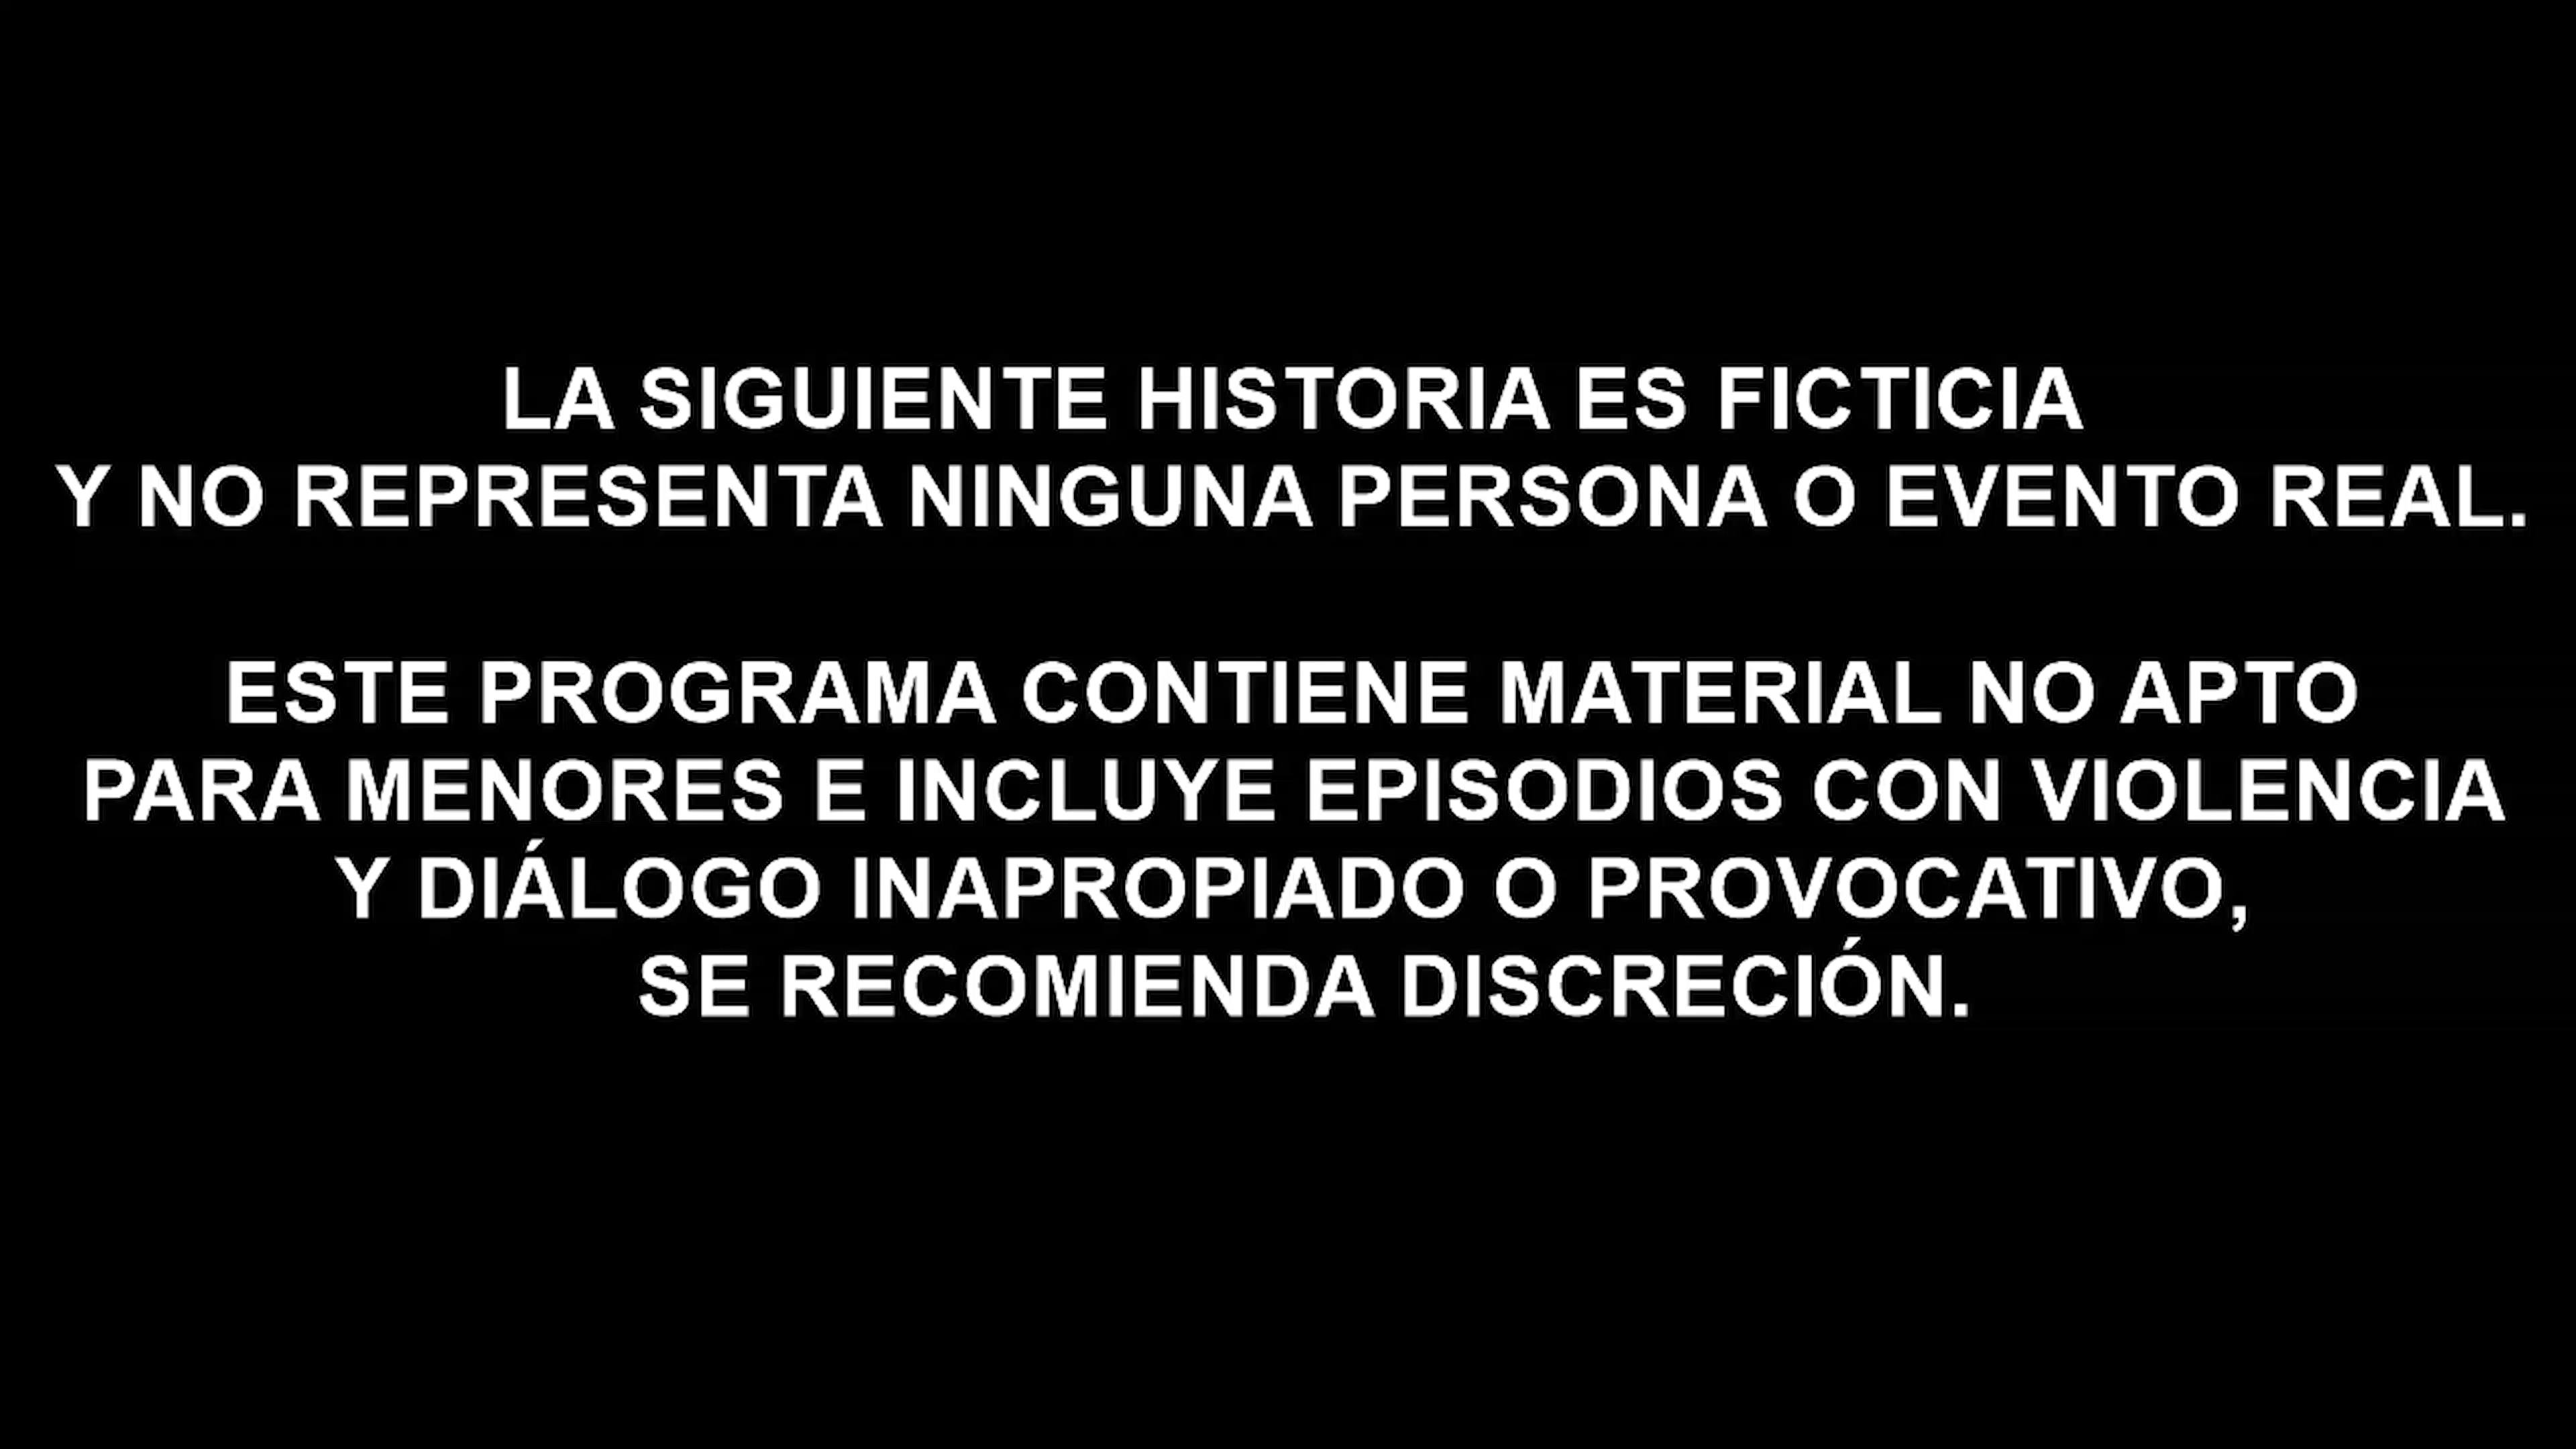 LA SIGUIENTE HISTORIA ES FICTICIA
Y NO REPRESENTA NINGUNA PERSONA O EVENTO REAL.
ESTE PROGRAMA CONTIENE MATERIAL NO APTO
PARA MENORES E INCLUYE EPISODIOS CON VIOLENCIA
Y DIÁLOGO INAPROPIADO O PROVOCATIVO,
SE RECOMIENDA DISCRECIÓN.